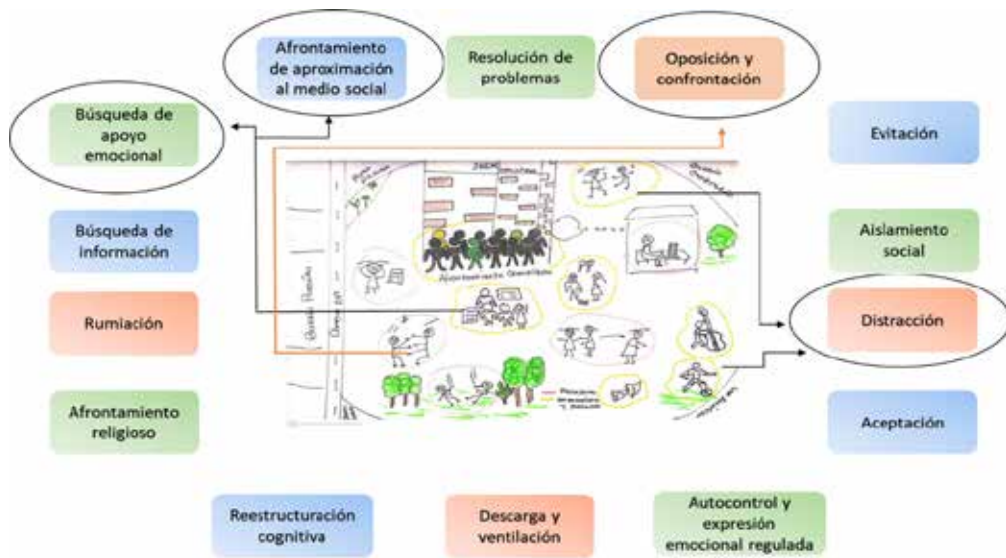 Afrontamiento
de aproximación
al medio social
Resolución de
problemas
Oposición y
confrontación
Búsqueda de
apoyo
emocional
Evitación
Búsqueda de
información
Aislamiento
social
Rumiación
Distracción
Afrontamiento
religioso
Aceptación
Reestructuración
cognitiva
Descarga y
ventilación
Autocontrol y
expresión
emocional regulada